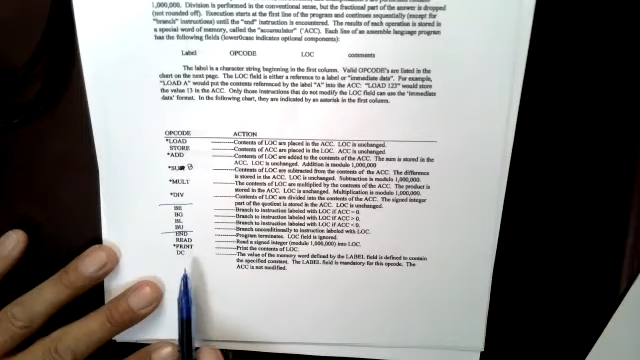 1,000,000. Division is performed in the conventional sense, but the fractional part of the answer is dropped
(not rounded off). Execution starts at the first line of the program and continues sequentially (except for
"branch" instructions) until the "end" instruction is encountered. The results of each operation is stored in
a special word of memory, called the "accumulator" (ACC). Each line of an assemble language program
has the following fields (lowercase indicates optional components):
Label OPCODE LOC comments
The label is a character string beginning in the first column. Valid OPCODE's are listed in the
chart on the next page. The LOC field is either a reference to a label or "immediate data". For example,
"LOAD A" would put the contents referenced by the label "A" into the ACC; "LOAD 123" would store
the value 123 in the ACC. Only those instructions that do not modify the LOC field can use the "immediate
data" format. In the following chart, they are indicated by an asterisk in the first column.
OPCODE ACTION
*LOAD Contents of LOC are placed in the ACC. LOC is unchanged.
STORE Contents of ACC are placed in the LOC. ACC is unchanged.
*ADD Contents of LOC are added to the contents of the ACC. The sum is stored in the
ACC. LOC is unchanged. Addition is modulo 1,000,000.
*SUB Contents of LOC are subtracted from the contents of the ACC. The difference
is stored in the ACC. LOC is unchanged. Subtraction is modulo 1,000,000.
*MULT The contents of LOC are multiplied by the contents of the ACC. The product is
stored in the ACC. LOC is unchanged. Multiplication is modulo 1,000,000.
*DIV Contents of LOC are divided into the contents of the ACC. The signed integer
part of the quotient is stored in the ACC. LOC is unchanged.
BE Branch to instruction labeled with LOC if ACC = 0.
BG Branch to instruction labeled with LOC if ACC > 0.
BL Branch to instruction labeled with LOC if ACC < 0.
BU Branch unconditionally to instruction labeled with LOC.
END Program terminates. LOC field is ignored.
READ Read a signed integer (modulo 1,000,000) into LOC.
*PRINT Print the contents of LOC.
DC The value of the memory word defined by the LABEL field is defined to contain
the specified constant. The LABEL field is mandatory for this opcode. The
ACC is not modified.